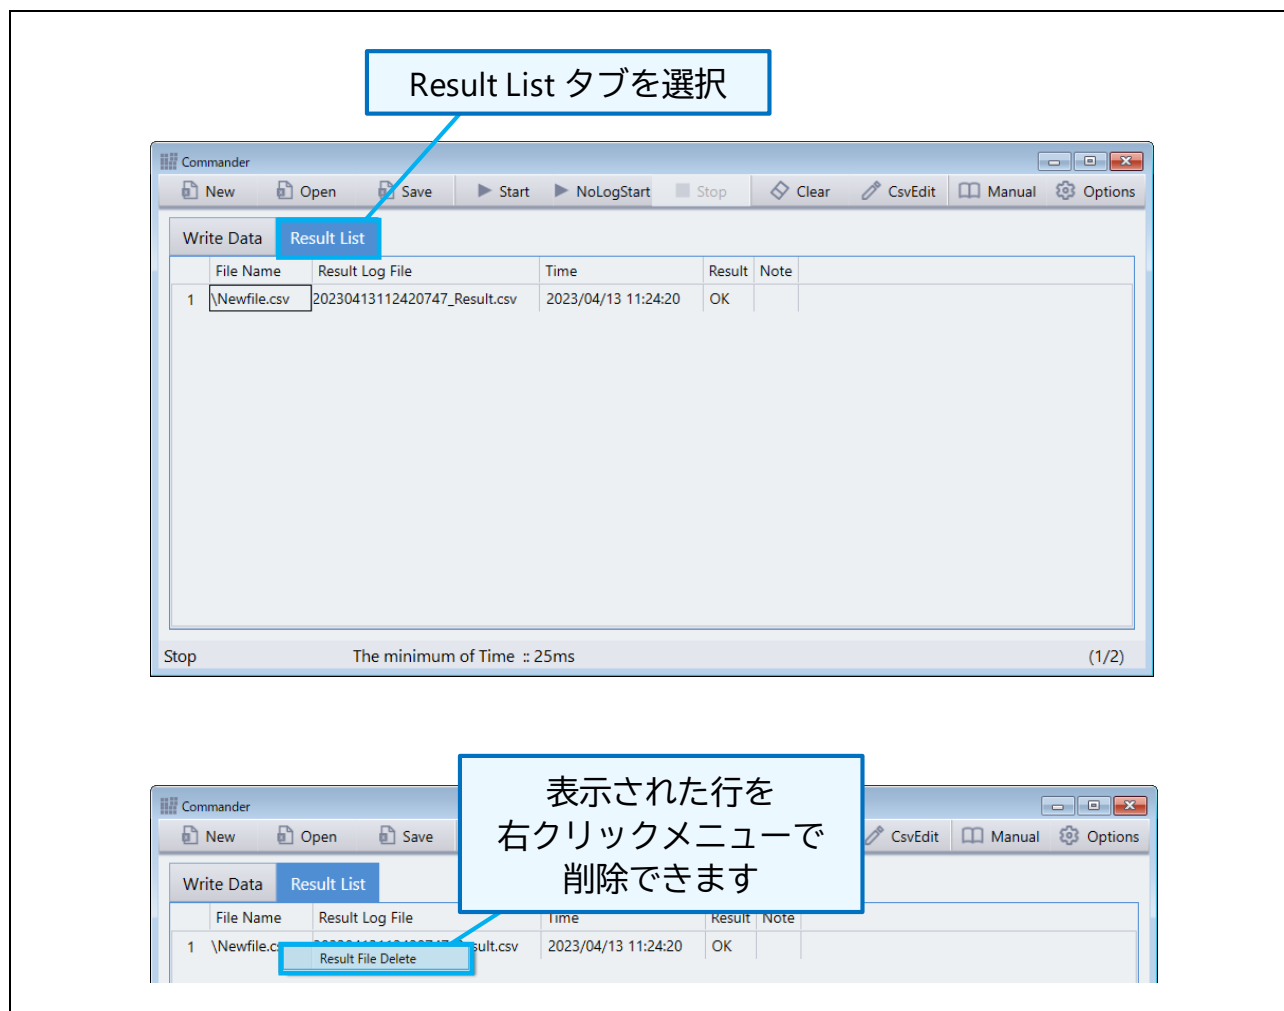 Result List タブを選択
Commander
New Open Save Start NoLogStart Stop Clear CsvEdit Manual Options
Write Data Result List
File Name Result Log File Time Result Note
1 \Newfile.csv 20230413112420747_Result.csv 2023/04/13 11:24:20 OK
Stop The minimum of Time :: 25ms (1/2)
表示された行を
右クリックメニューで
削除できます
Commander
New Open Save CsvEdit Manual Options
Write Data Result List
File Name Result Log File Time Result Note
1 \Newfile.cs sult.csv 2023/04/13 11:24:20 OK
Result File Delete